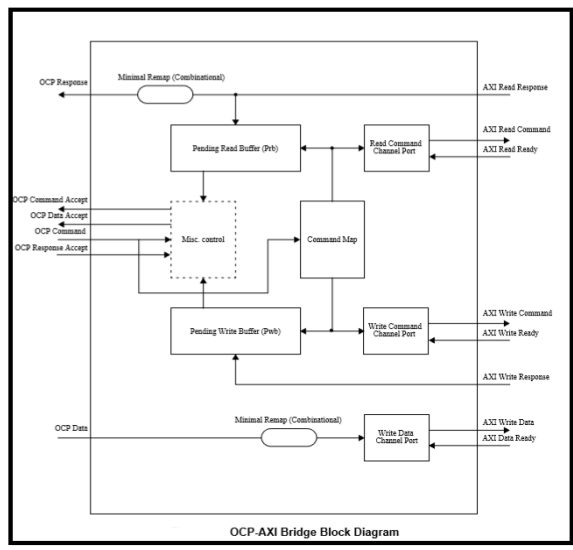 OCP Response
Minimal Remap (Combinational)
AXI Read Response
Pending Read Buffer (Prb)
Read Command
Channel Port
AXI Read Command
AXI Read Ready
OCP Command Accept
OCP Data Accept
OCP Command
OCP Response Accept
Misc. control
Command Map
Pending Write Buffer (Pwb)
Write Command
Channel Port
AXI Write Command
AXI Write Ready
AXI Write Response
OCP Data
Minimal Remap (Combinational)
Write Data
Channel Port
AXI Write Data
AXI Data Ready
OCP-AXI Bridge Block Diagram